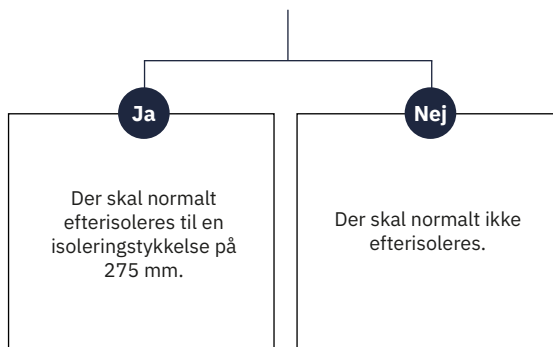 Ja
Der skal normalt
efterisoleres til en
isoleringstykkelse på
275 mm.
Nej
Der skal normalt ikke
efterisoleres.